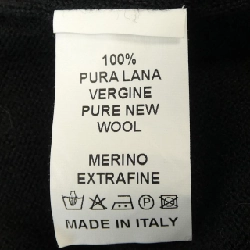 100%
PURA LANA
VERGINE
PURE NEW
WOOL
MERINO
EXTRAFINE
MADE IN ITALY